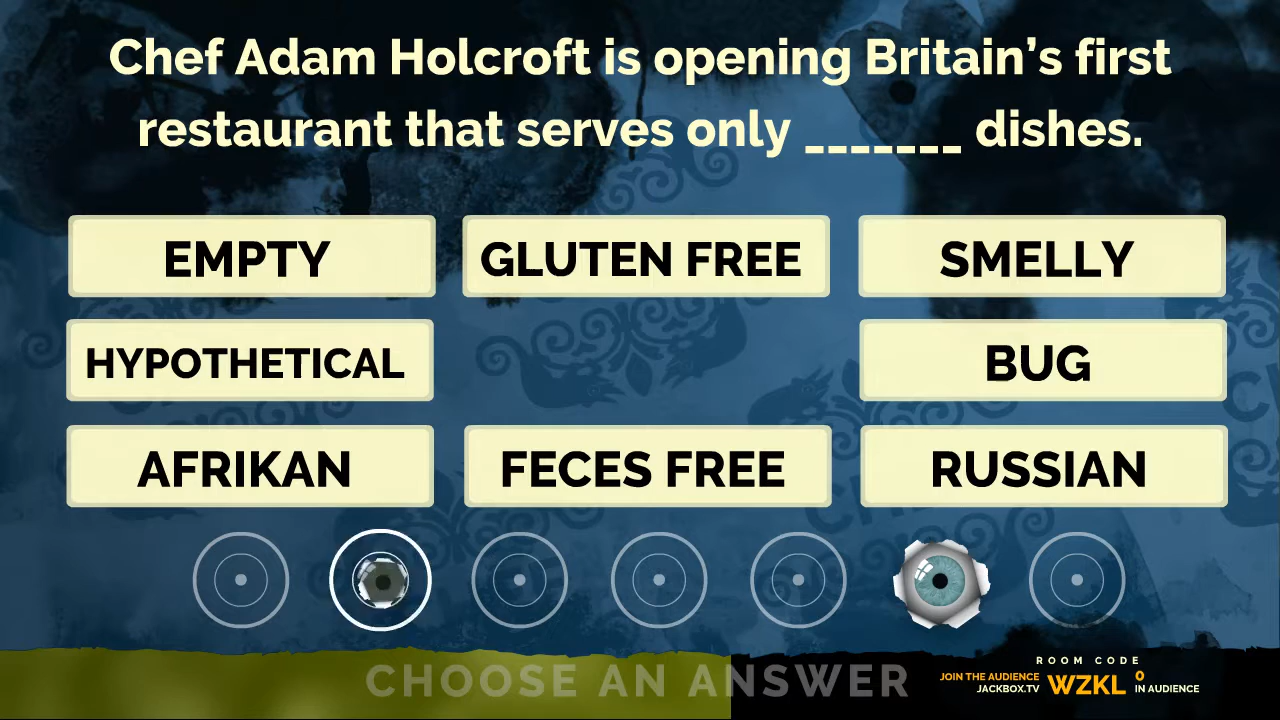 Chef Adam Holcroft is opening Britain’s first
restaurant that serves only _______ dishes.
EMPTY
GLUTEN FREE
SMELLY
HYPOTHETICAL
BUG
AFRIKAN
FECES FREE
RUSSIAN
CHOOSE AN ANSWER
ROOM CODE
JOIN THE AUDIENCE
JACKBOX.TV
WZKL
0
IN AUDIENCE